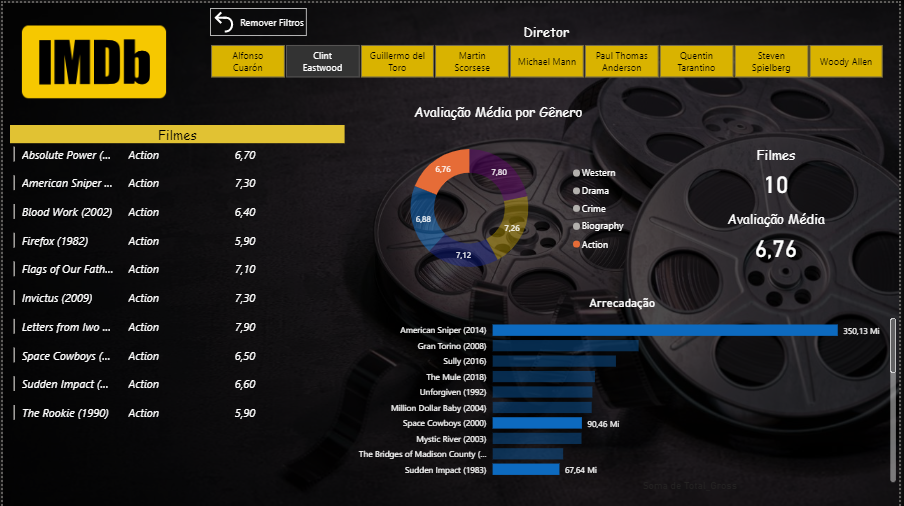 Remover Filtros
IMDb
Diretor
Alfonso
Cuarón
Clint
Eastwood
Guillermo del
Toro
Martin
Scorsese
Michael Mann
Paul Thomas
Anderson
Quentin
Tarantino
Steven
Spielberg
Woody Allen
Filmes
Absolute Power (... Action 6,70
American Sniper ... Action 7,30
Blood Work (2002) Action 6,40
Firefox (1982) Action 5,90
Flags of Our Fath... Action 7,10
Invictus (2009) Action 7,30
Letters from Iwo ... Action 7,90
Space Cowboys (... Action 6,50
Sudden Impact (... Action 6,60
The Rookie (1990) Action 5,90
Avaliação Média por Gênero
6,76
7,80
6,88
7,26
7,12
Western
Drama
Crime
Biography
Action
Filmes
10
Avaliação Média
6,76
Arrecadação
American Sniper (2014) 350,13 Mi
Gran Torino (2008)
Sully (2016)
The Mule (2018)
Unforgiven (1992)
Million Dollar Baby (2004)
Space Cowboys (2000) 90,46 Mi
Mystic River (2003)
The Bridges of Madison County (...
Sudden Impact (1983) 67,64 Mi
Soma de Total_Gross